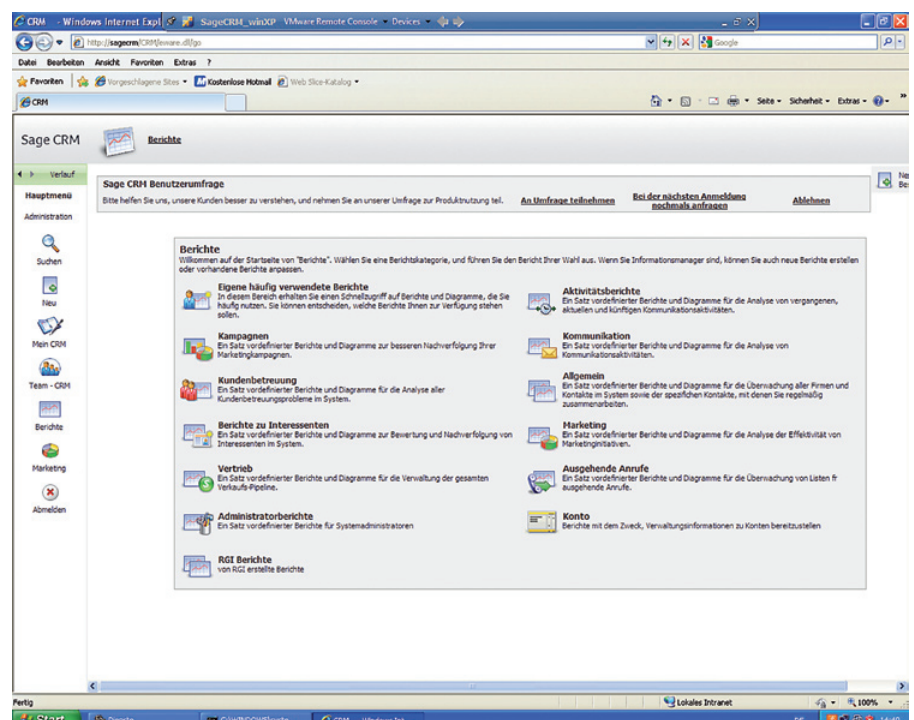 CRM - Windows Internet Expl
SageCRM_winXP VMware Remote Console Devices
http://sagecrm/CRM/eware.dll/go
Google
Datei Bearbeiten Ansicht Favoriten Extras ?
Favoriten Vorgeschlagene Sites Kostenlose Hotmail Web Slice-Katalog
CRM
Seite Sicherheit Extras
Sage CRM
Berichte
Verlauf
Hauptmenü
Administration
Suchen
Neu
Mein CRM
Team - CRM
Berichte
Marketing
Abmelden
Sage CRM Benutzerumfrage
Bitte helfen Sie uns, unsere Kunden besser zu verstehen, und nehmen Sie an unserer Umfrage zur Produktnutzung teil.
An Umfrage teilnehmen
Bei der nächsten Anmeldung
nochmals anfragen
Ablehnen
Ne
Be
Berichte
Willkommen auf der Startseite von "Berichte". Wählen Sie eine Berichtskategorie, und führen Sie den Bericht Ihrer Wahl aus. Wenn Sie Informationsmanager sind, können Sie auch neue Berichte erstellen
oder vorhandene Berichte anpassen.
Eigene häufig verwendete Berichte
In diesem Bereich erhalten Sie einen Schnellzugriff auf Berichte und Diagramme, die Sie
häufig nutzen. Sie können entscheiden, welche Berichte Ihnen zur Verfügung stehen
sollen.
Aktivitätsberichte
Ein Satz vordefinierter Berichte und Diagramme für die Analyse von vergangenen,
aktuellen und künftigen Kommunikationsaktivitäten.
Kampagnen
Ein Satz vordefinierter Berichte und Diagramme zur besseren Nachverfolgung Ihrer
Marketingkampagnen.
Kommunikation
Ein Satz vordefinierter Berichte und Diagramme für die Analyse von
Kommunikationsaktivitäten.
Kundenbetreuung
Ein Satz vordefinierter Berichte und Diagramme für die Analyse aller
Kundenbetreuungsprobleme im System.
Allgemein
Ein Satz vordefinierter Berichte und Diagramme für die Überwachung aller Firmen und
Kontakte im System sowie der spezifischen Kontakte, mit denen Sie regelmäßig
zusammenarbeiten.
Berichte zu Interessenten
Ein Satz vordefinierter Berichte und Diagramme zur Bewertung und Nachverfolgung von
Interessenten im System.
Marketing
Ein Satz vordefinierter Berichte und Diagramme für die Analyse der Effektivität von
Marketinginitiativen.
Vertrieb
Ein Satz vordefinierter Berichte und Diagramme für die Verwaltung der gesamten
Verkaufs-Pipeline.
Ausgehende Anrufe
Ein Satz vordefinierter Berichte und Diagramme für die Überwachung von Listen fr
ausgehende Anrufe.
Administratorberichte
Ein Satz vordefinierter Berichte für Systemadministratoren
Konto
Berichte mit dem Zweck, Verwaltungsinformationen zu Konten bereitzustellen
RGI Berichte
von RGI erstellte Berichte
Fertig
Lokales Intranet
100%
Start